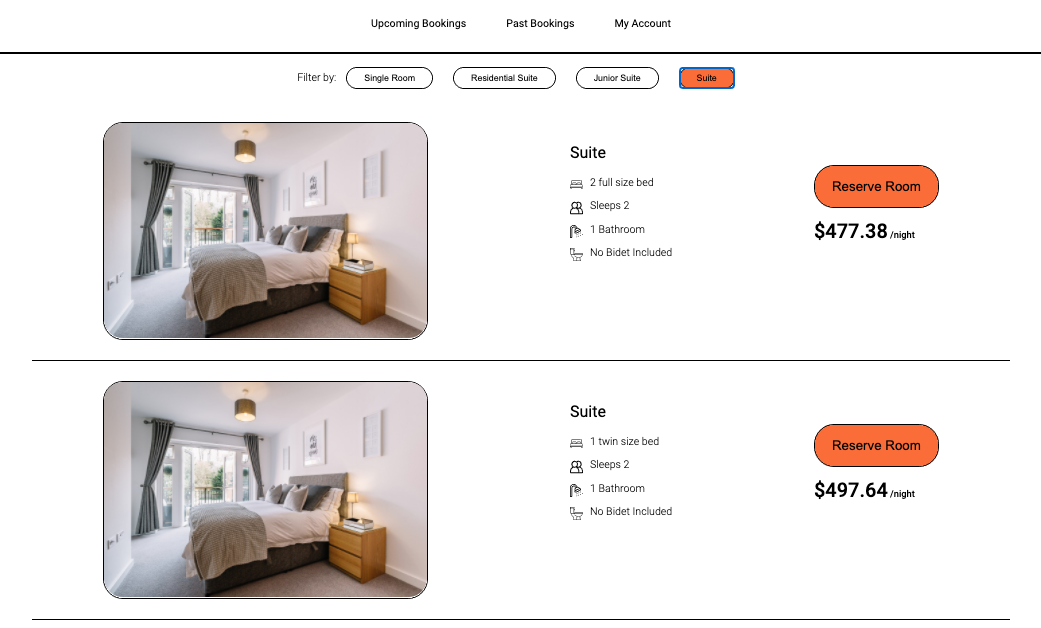 Upcoming Bookings Past Bookings My Account
Filter by: Single Room Residential Suite Junior Suite Suite
Suite
2 full size bed
Sleeps 2
1 Bathroom
No Bidet Included
Reserve Room
$477.38 /night
Suite
1 twin size bed
Sleeps 2
1 Bathroom
No Bidet Included
Reserve Room
$497.64 /night